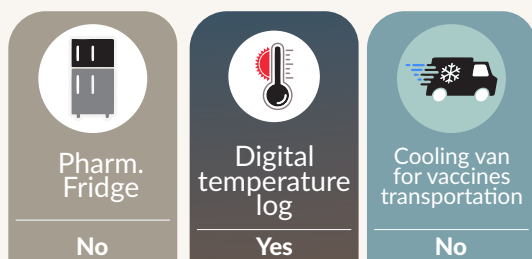 Pharm.
Fridge
No
Digital
temperature
log
Yes
Cooling van
for vaccines
transportation
No